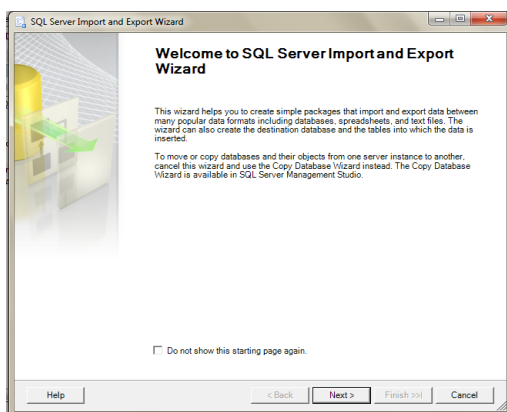 SQL Server Import and Export Wizard
Welcome to SQL Server Import and Export
Wizard
This wizard helps you to create simple packages that import and export data between
many popular data formats including databases, spreadsheets, and text files. The
wizard can also create the destination database and the tables into which the data is
inserted.
To move or copy databases and their objects from one server instance to another,
cancel this wizard and use the Copy Database Wizard instead. The Copy Database
Wizard is available in SQL Server Management Studio.
Do not show this starting page again.
Help
< Back
Next >
Finish >>|
Cancel